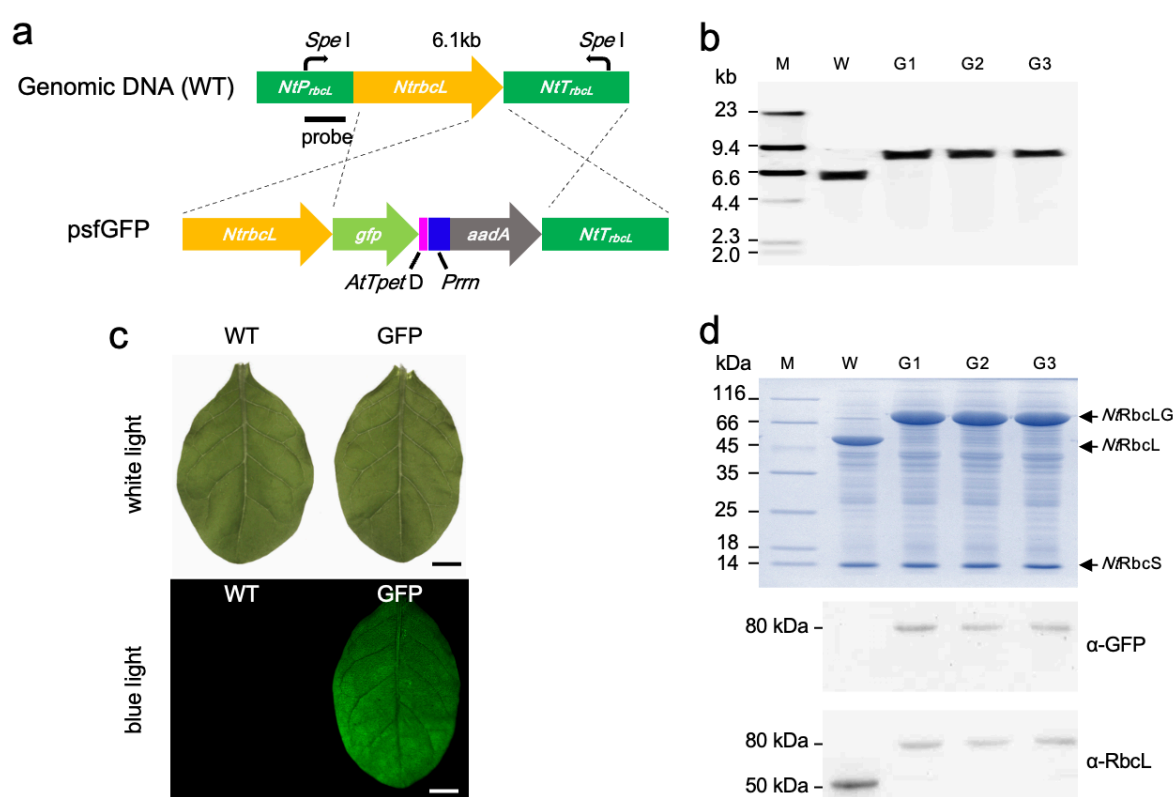 a
Spe I
6.1kb
Spe I
Genomic DNA (WT)
NtPrbcL
NtrbcL
NtTrbcL
probe
psfGFP
NtrbcL
gfp
aadA
NtTrbcL
AtTpet D
Prrn
b
kb
M
W
G1
G2
G3
23
9.4
6.6
4.4
2.3
2.0
c
WT
GFP
white light
WT
GFP
blue light
d
kDa
M
W
G1
G2
G3
116
66
45
35
25
18
14
NtRbcLG
NtRbcL
NtRbcS
80 kDa
α-GFP
80 kDa
50 kDa
α-RbcL